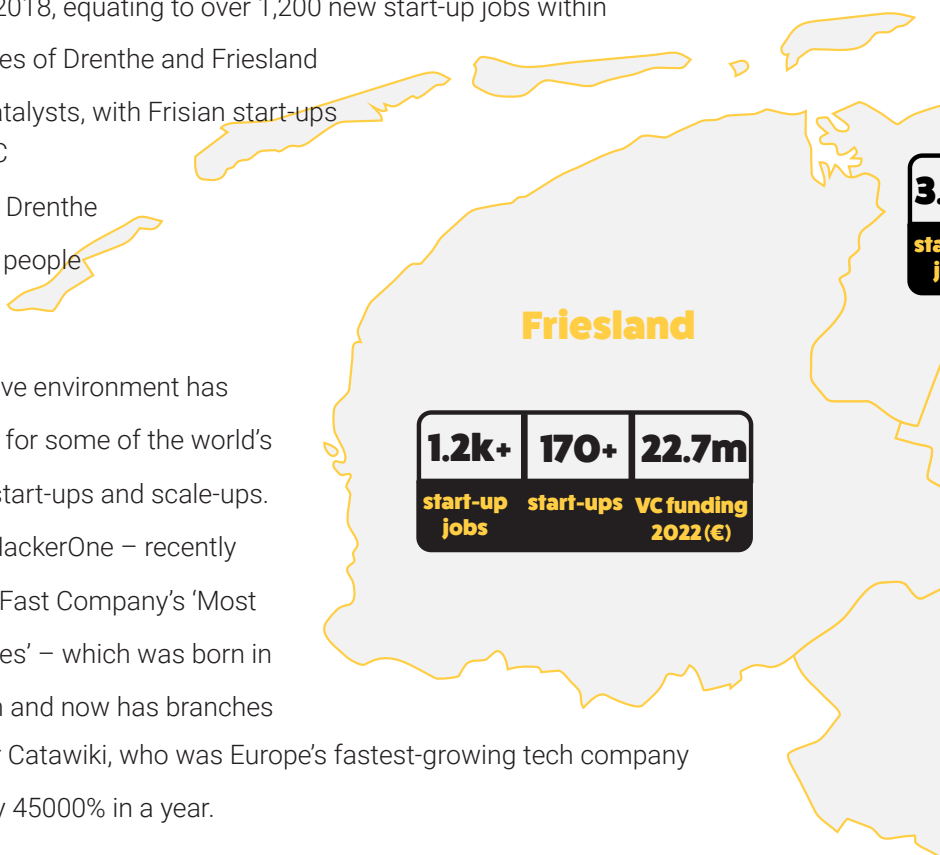 2018, equating to over 1,200 new start-up jobs within
es of Drenthe and Friesland
atalysts, with Frisian start-ups
C
Drenthe
people
ve environment has
for some of the world's
start-ups and scale-ups.
HackerOne – recently
Fast Company's 'Most
es' – which was born in
n and now has branches
r Catawiki, who was Europe's fastest-growing tech company
y 45000% in a year.
Friesland
1.2k+ 170+ 22.7m
start-up start-ups VC funding
jobs 2022 (€)
3.
sta
j